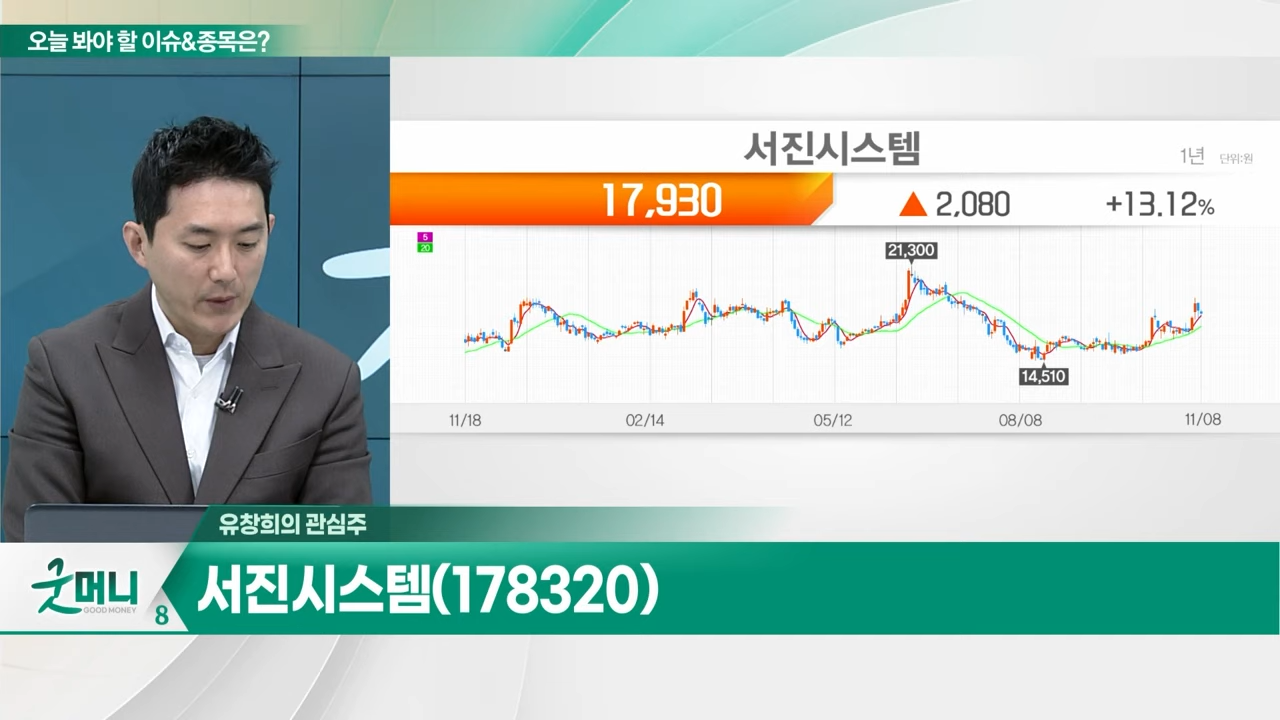 오늘 봐야 할 이슈&종목은?
서진시스템
1년 단위:원
17,930 ▲ 2,080 +13.12%
5
20
21,300
14,510
11/18 02/14 05/12 08/08 11/08
유창희의 관심주
굿머니
GOOD MONEY
8
서진시스템(178320)